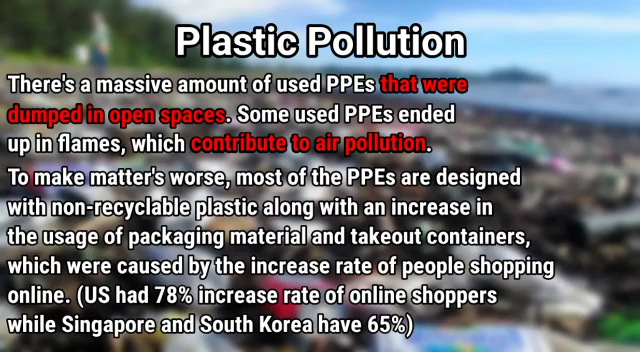 Plastic Pollution
There's a massive amount of used PPEs that were
dumped in open spaces. Some used PPEs ended
up in flames, which contribute to air pollution.
To make matter's worse, most of the PPEs are designed
with non-recyclable plastic along with an increase in
the usage of packaging material and takeout containers,
which were caused by the increase rate of people shopping
online. (US had 78% increase rate of online shoppers
while Singapore and South Korea have 65%)